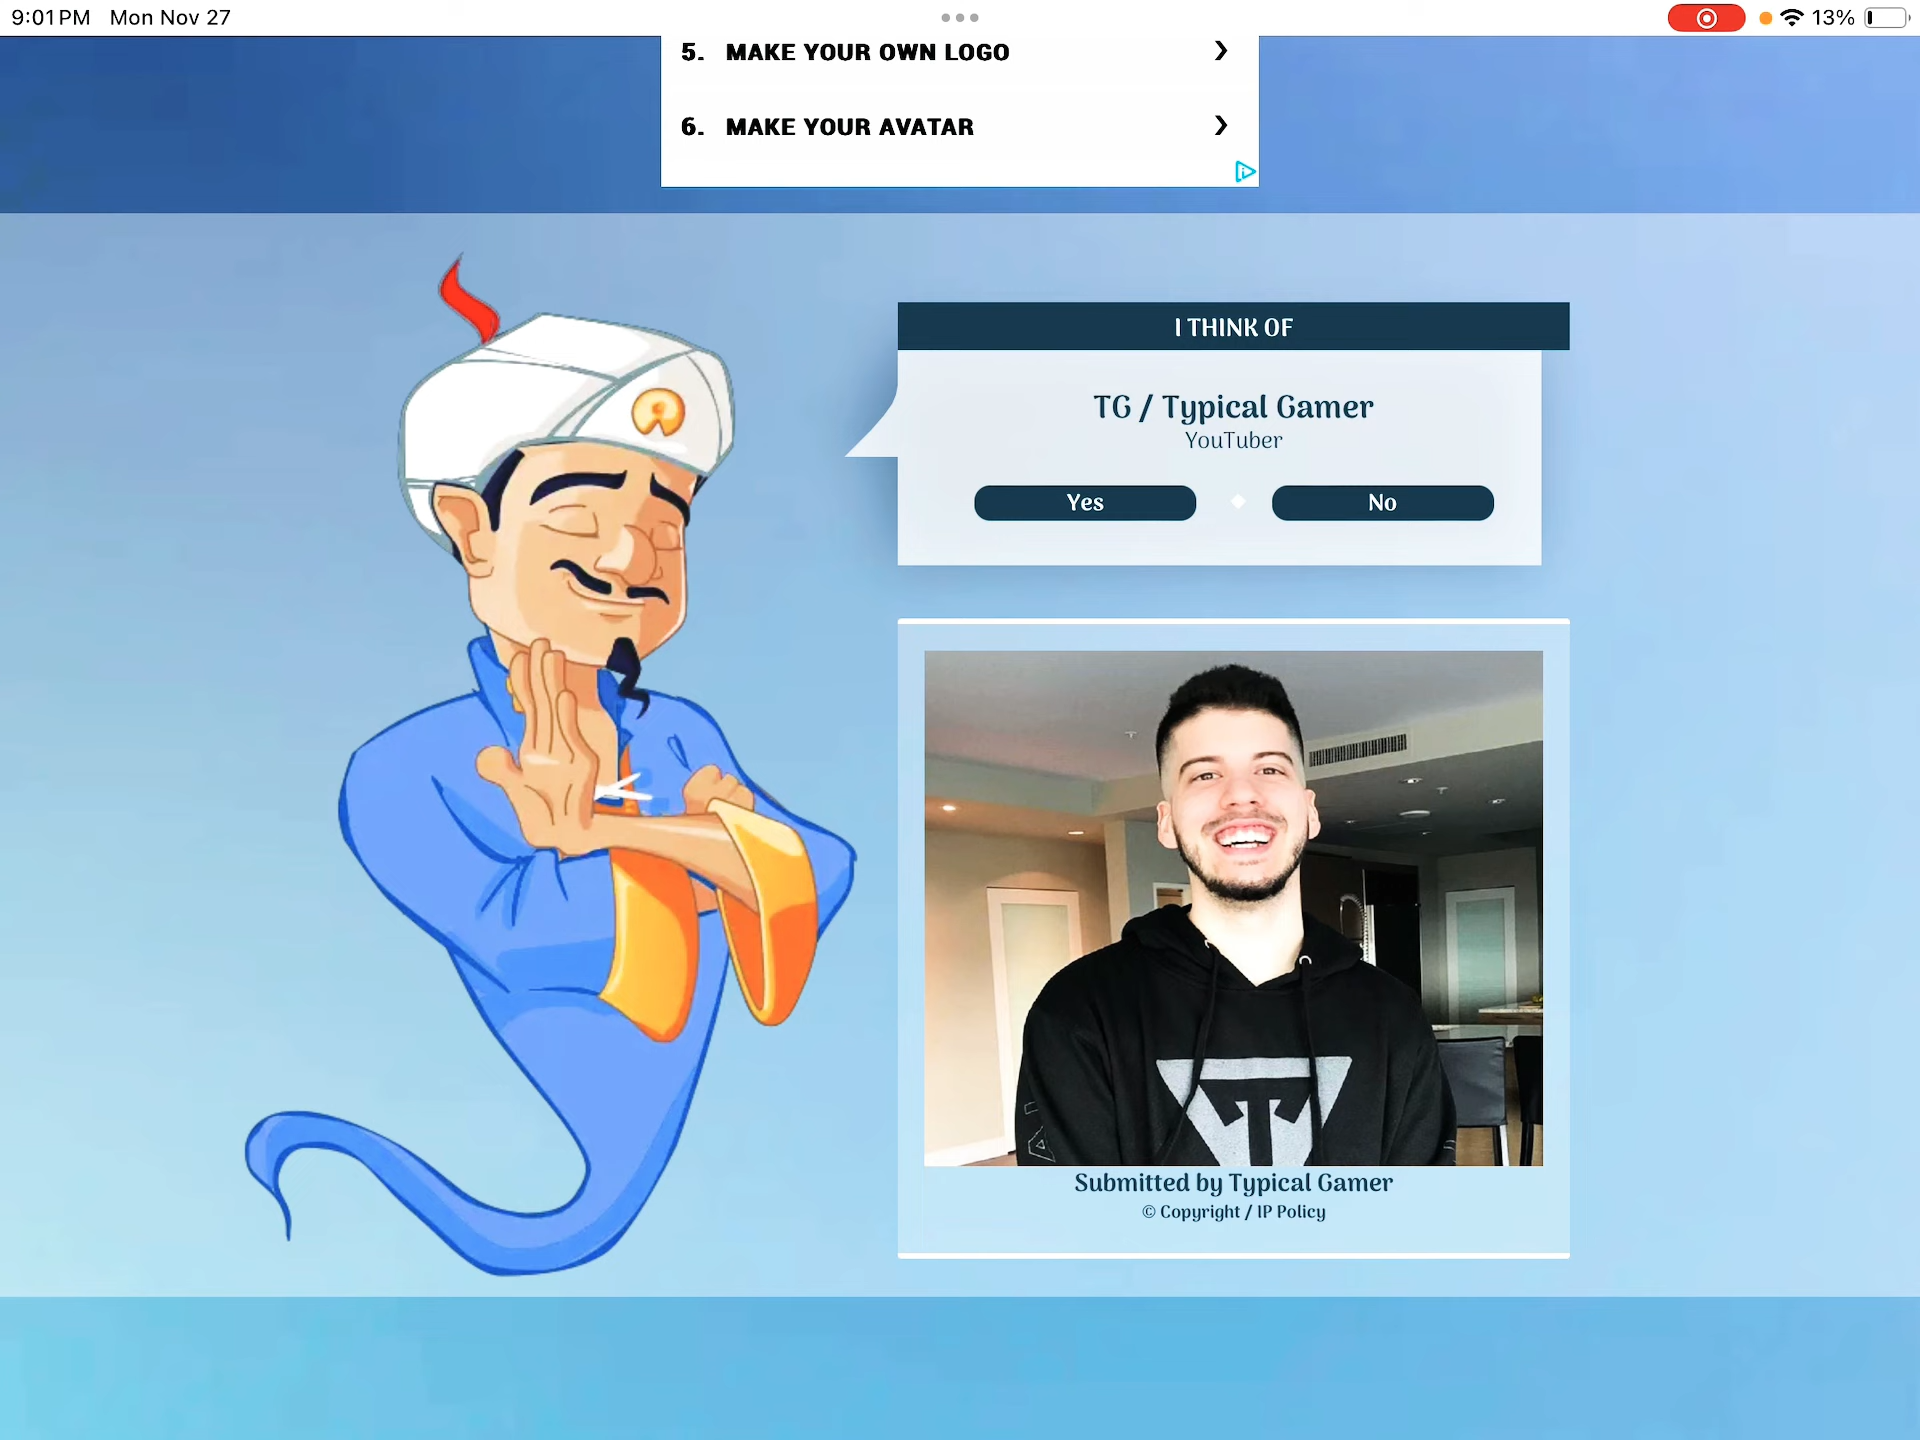 9:01 PM Mon Nov 27
13%
5. MAKE YOUR OWN LOGO
6. MAKE YOUR AVATAR
I THINK OF
TG / Typical Gamer
YouTuber
Yes
No
Submitted by Typical Gamer
© Copyright / IP Policy